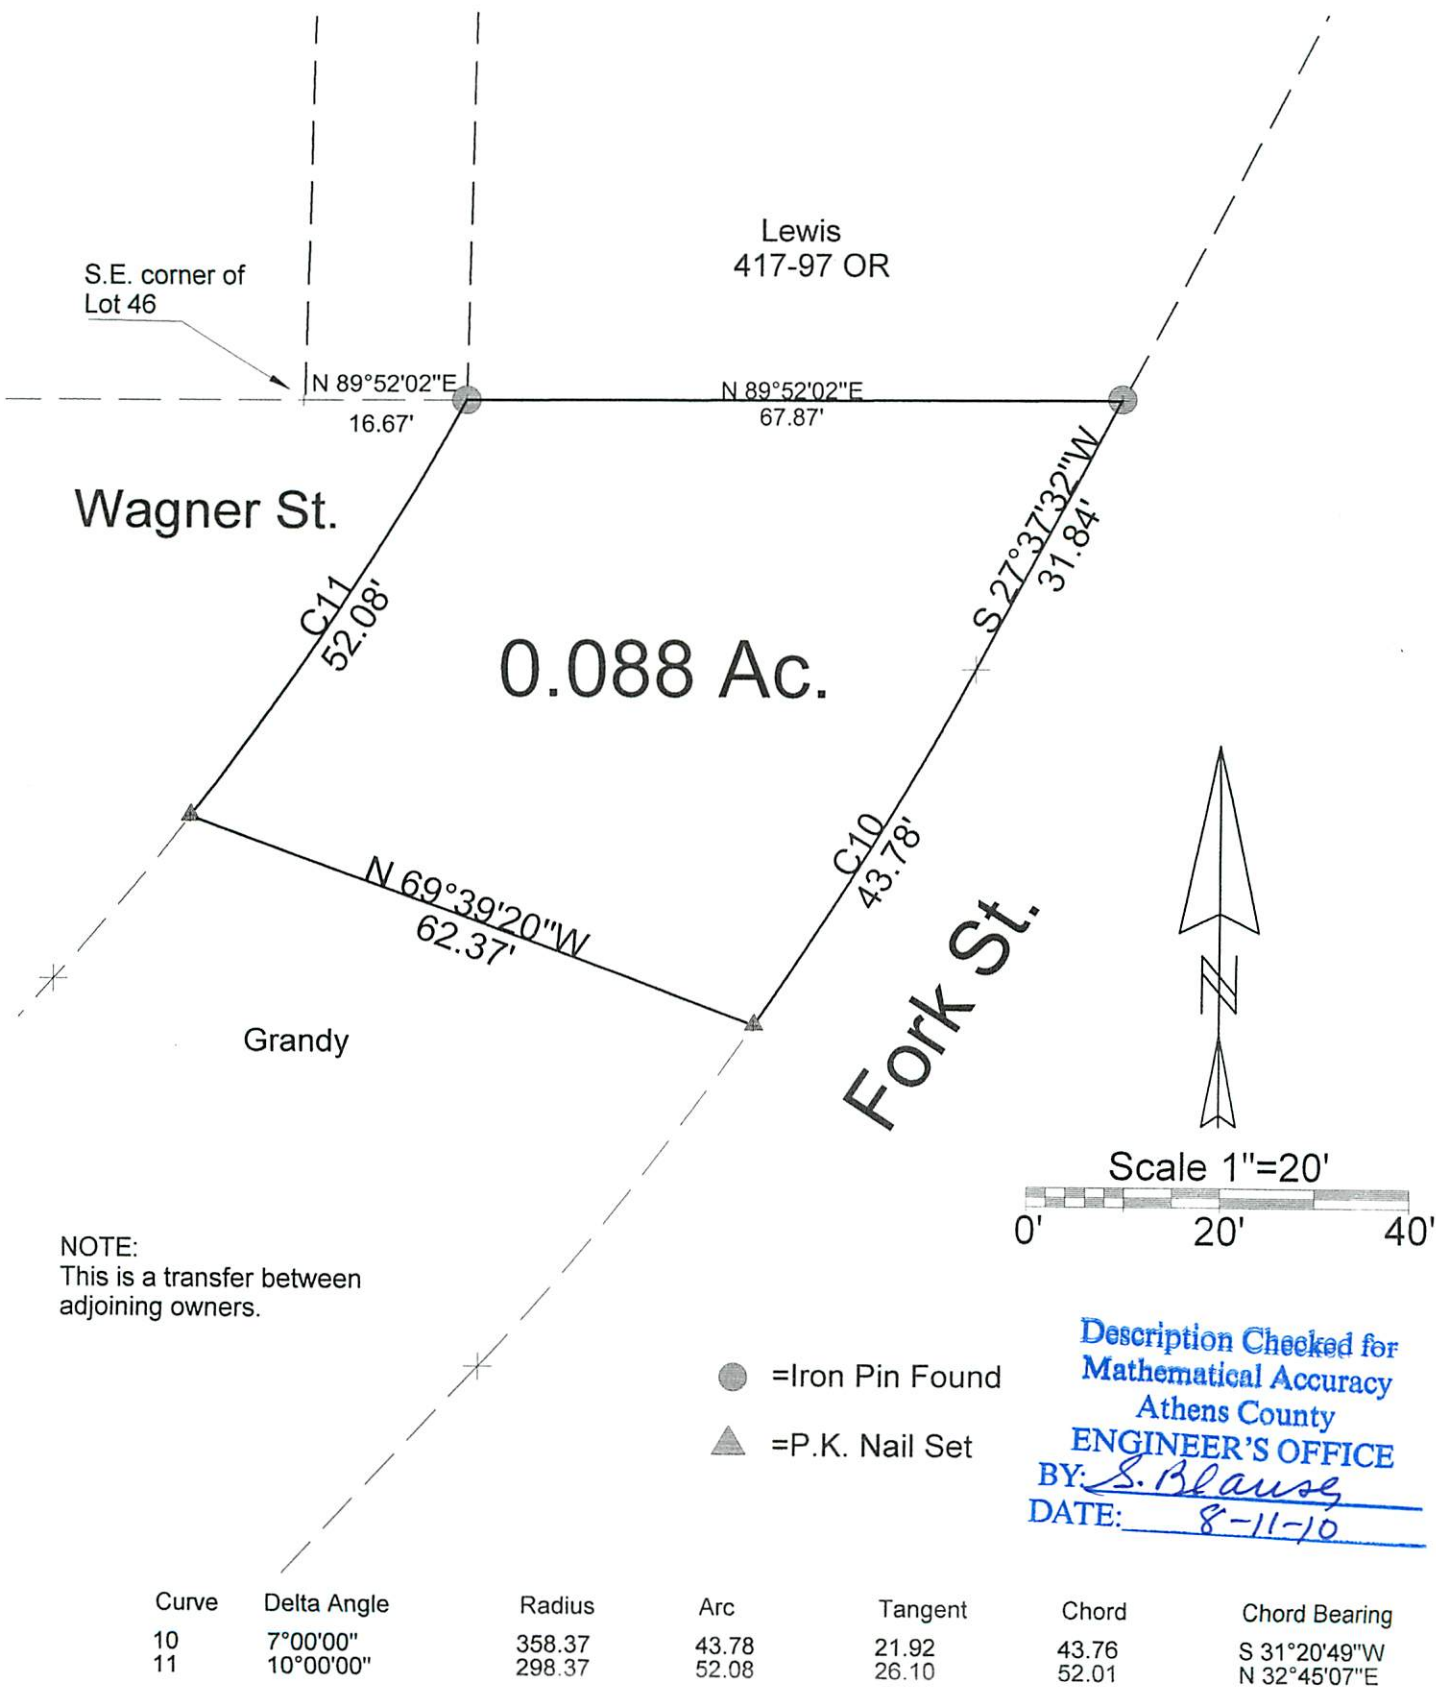 Lewis
417-97 OR
S.E. corner of
Lot 46
N 89°52'02"E
16.67'
N 89°52'02"E
67.87'
Wagner St.
S 27°37'32"W
31.84'
C11
52.08'
0.088 Ac.
C10
43.78'
N 69°39'20"W
62.37'
Fork St.
Grandy
N
Scale 1"=20'
0' 20' 40'
NOTE:
This is a transfer between
adjoining owners.
=Iron Pin Found
=P.K. Nail Set
Description Checked for
Mathematical Accuracy
Athens County
ENGINEER'S OFFICE
BY: S.
DATE: 8-11-10
Curve Delta Angle Radius Arc Tangent Chord Chord Bearing
10 7°00'00" 358.37 43.78 21.92 43.76 S 31°20'49"W
11 10°00'00" 298.37 52.08 26.10 52.01 N 32°45'07"E